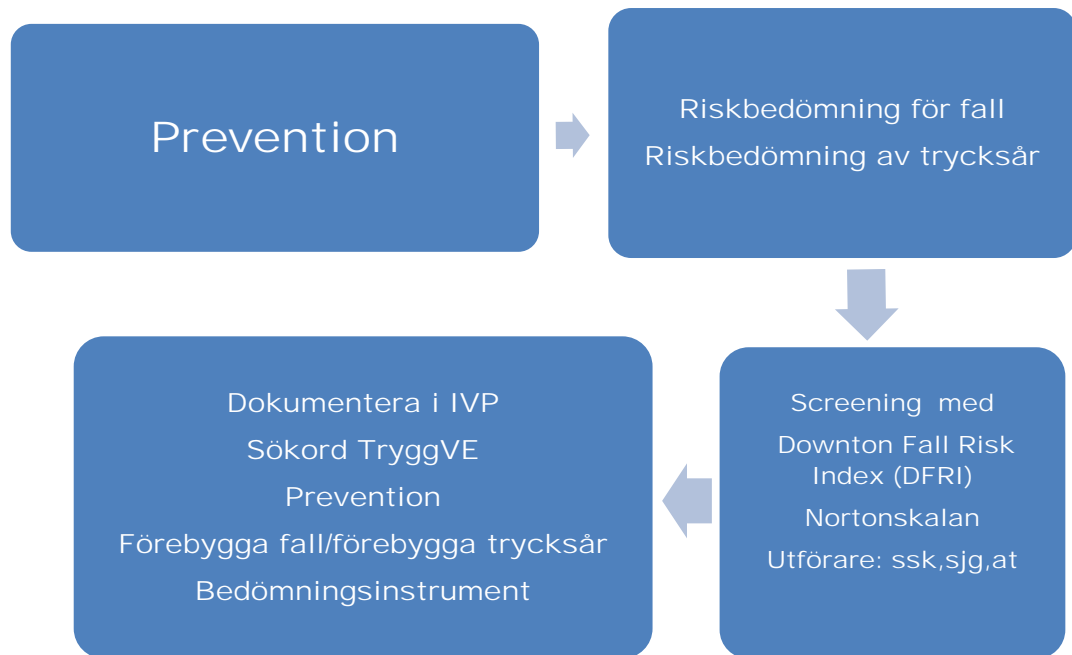 Prevention
Riskbedömning för fall
Riskbedömning av trycksår
Screening med
Downton Fall Risk
Index (DFRI)
Nortonskalan
Utförare: ssk,sjg,at
Dokumentera i IVP
Sökord TryggVE
Prevention
Förebygga fall/förebygga trycksår
Bedömningsinstrument